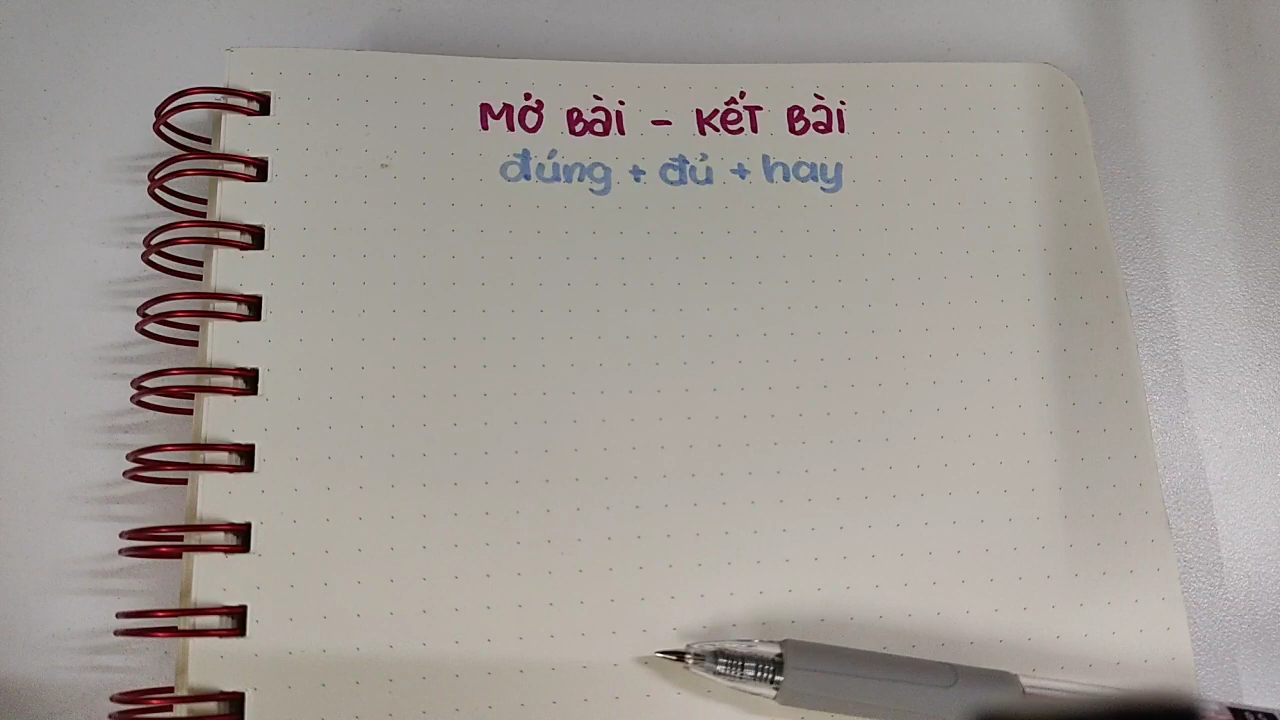 Mở bài - Kết bài
đúng + đủ + hay